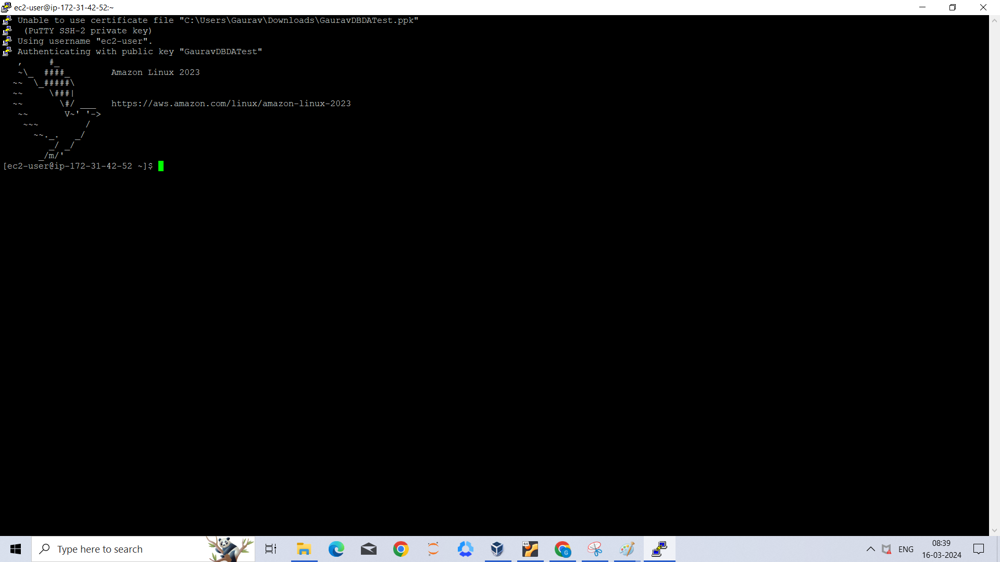 ec2-user@ip-172-31-42-52:~
Unable to use certificate file "C:\Users\Gaurav\Downloads\GauravDBDATest.ppk"
(PuTTY SSH-2 private key)
Using username "ec2-user".
Authenticating with public key "GauravDBDATest"
   ,     #_
   ~\_  ####_        Amazon Linux 2023
  ~~  \_#####\
  ~~     \###|
  ~~       \#/ ___   https://aws.amazon.com/linux/amazon-linux-2023
   ~~       V~' '->
    ~~~         /
      ~~._.   _/
         _/ _/
       _/m/'
[ec2-user@ip-172-31-42-52 ~]$
Type here to search
64
G
ENG
08:39
16-03-2024